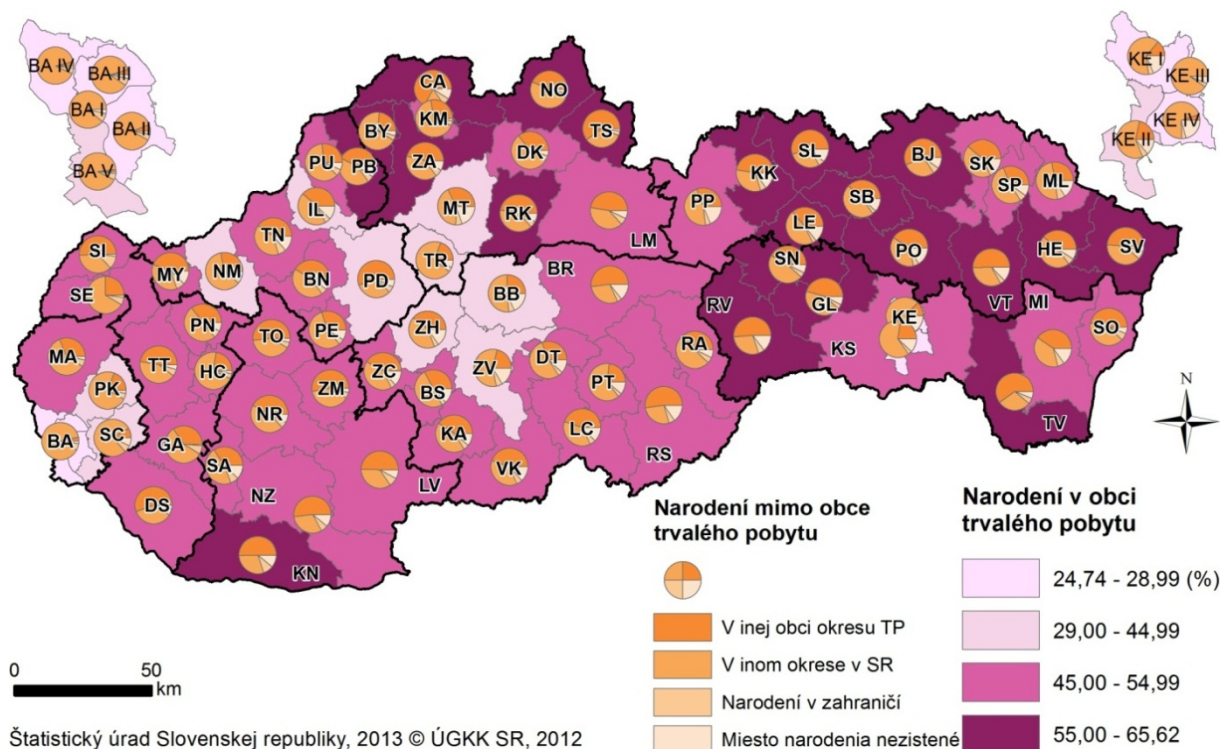 BA IV
BA III
BA I
BA II
BA V
KE I
KE III
KE IV
KE II
CA
NO
KM
BY
TS
ZA
DK
PU
PB
SL
BJ
SK
KK
SP
ML
IL
MT
RK
PP
SB
LE
TN
LM
PO
HE
SV
SI
TR
SN
MY
NM
BN
PD
BR
VT
MI
SE
BB
RV
GL
PN
TO
PE
ZH
KE
SO
MA
TT
HC
ZM
ZC
ZV
DT
RA
KS
PK
BS
PT
NR
BA
SC
GA
SA
KA
LC
TV
VK
RS
DS
NZ
LV
KN
N
Narodení mimo obce
trvalého pobytu
V inej obci okresu TP
V inom okrese v SR
Narodení v zahraničí
Miesto narodenia nezistené
Narodení v obci
trvalého pobytu
24,74 - 28,99 (%)
29,00 - 44,99
45,00 - 54,99
55,00 - 65,62
0 50
km
Štatistický úrad Slovenskej republiky, 2013 © ÚGKK SR, 2012